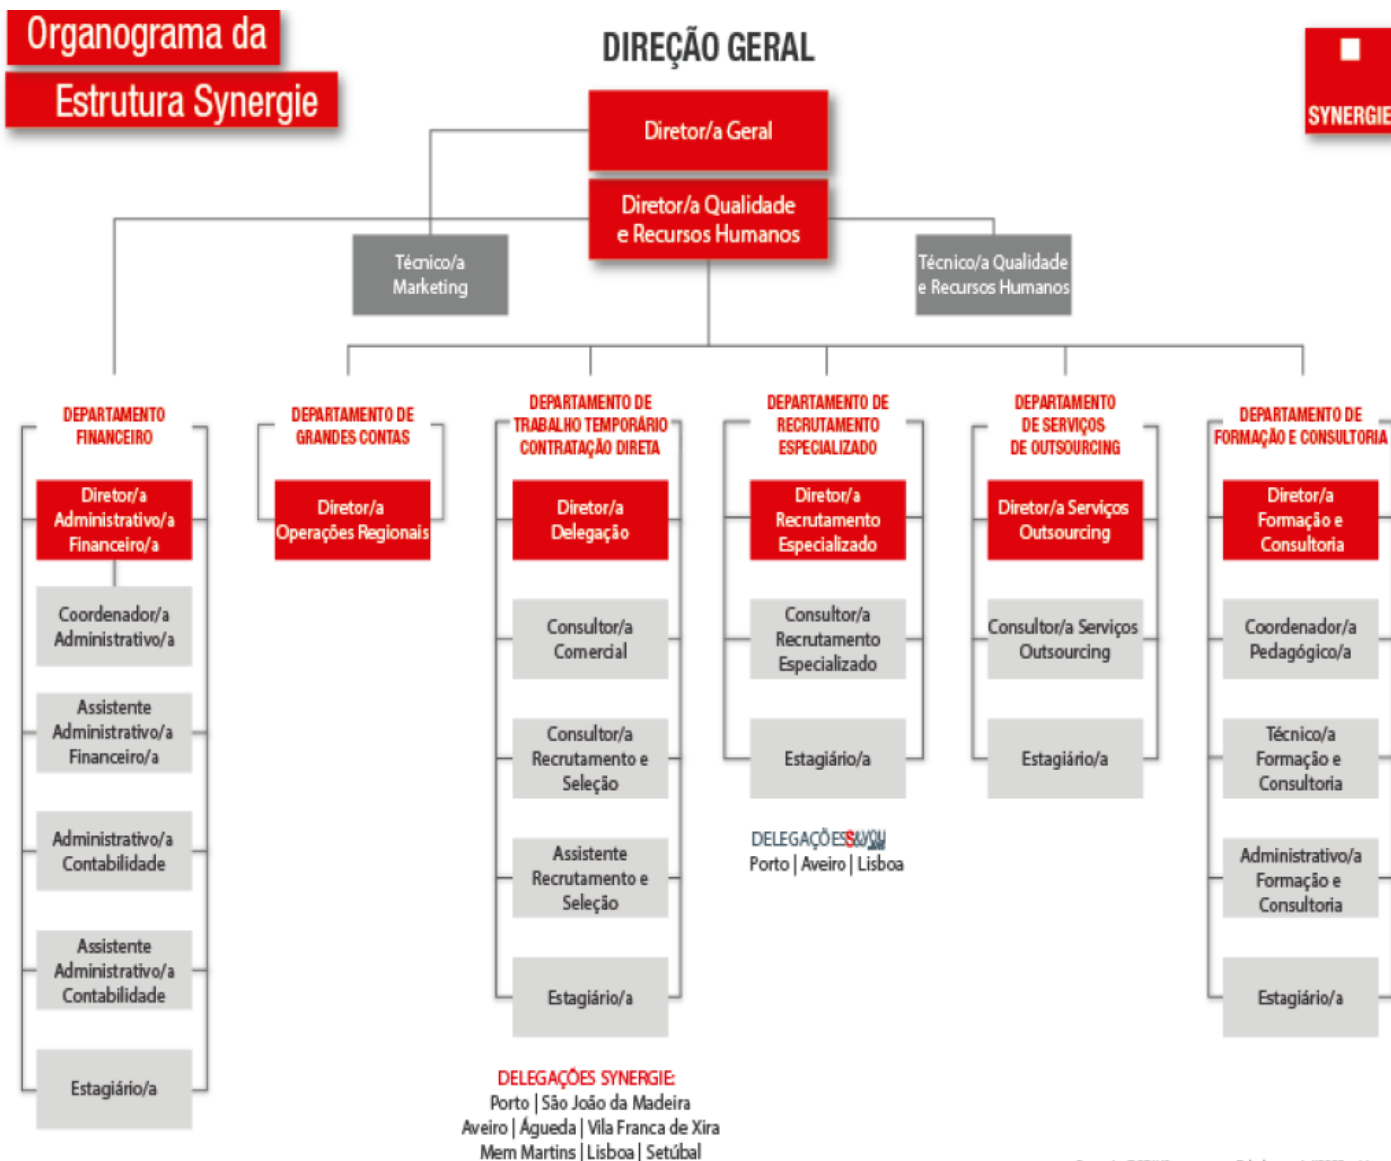 Organograma da
Estrutura Synergie
DIREÇÃO GERAL
SYNERGIE
Diretor/a Geral
Diretor/a Qualidade
e Recursos Humanos
Técnico/a
Marketing
Técnico/a Qualidade
e Recursos Humanos
DEPARTAMENTO
FINANCEIRO
Diretor/a
Administrativo/a
Financeiro/a
Coordenador/a
Administrativo/a
Assistente
Administrativo/a
Financeiro/a
Administrativo/a
Contabilidade
Assistente
Administrativo/a
Contabilidade
Estagiário/a
DEPARTAMENTO DE
GRANDES CONTAS
Diretor/a
Operações Regionais
DEPARTAMENTO DE
TRABALHO TEMPORÁRIO
CONTRATAÇÃO DIRETA
Diretor/a
Delegação
Consultor/a
Comercial
Consultor/a
Recrutamento e
Seleção
Assistente
Recrutamento e
Seleção
Estagiário/a
DELEGAÇÕES SYNERGIE:
Porto | São João da Madeira
Aveiro | Águeda | Vila Franca de Xira
Mem Martins | Lisboa | Setúbal
DEPARTAMENTO DE
RECRUTAMENTO
ESPECIALIZADO
Diretor/a
Recrutamento
Especializado
Consultor/a
Recrutamento
Especializado
Estagiário/a
DELEGAÇÕES S&YOU
Porto | Aveiro | Lisboa
DEPARTAMENTO
DE SERVIÇOS
DE OUTSOURCING
Diretor/a Serviços
Outsourcing
Consultor/a Serviços
Outsourcing
Estagiário/a
DEPARTAMENTO DE
FORMAÇÃO E CONSULTORIA
Diretor/a
Formação e
Consultoria
Coordenador/a
Pedagógico/a
Técnico/a
Formação e
Consultoria
Administrativo/a
Formação e
Consultoria
Estagiário/a